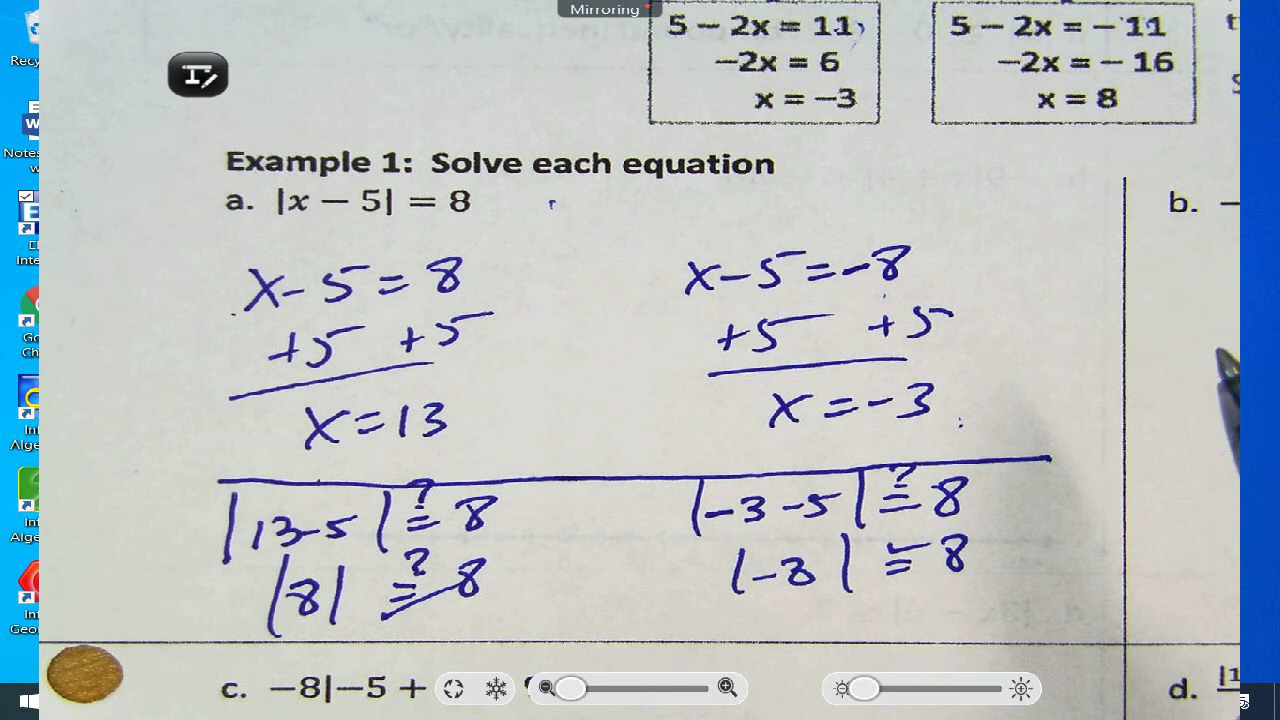 Mirroring
5 – 2x = 11
–2x = 6
x = –3
5 – 2x = – 11
–2x = – 16
x = 8
Example 1: Solve each equation
a. |x – 5| = 8
b. –
x - 5 = 8
+5 +5
x = 13
x - 5 = -8
+5 +5
x = -3
|13-5| ≟ 8
|8| ≟ 8
|-3 -5| ≟ 8
|-8| = 8
c. –8|–5 +
d. |1